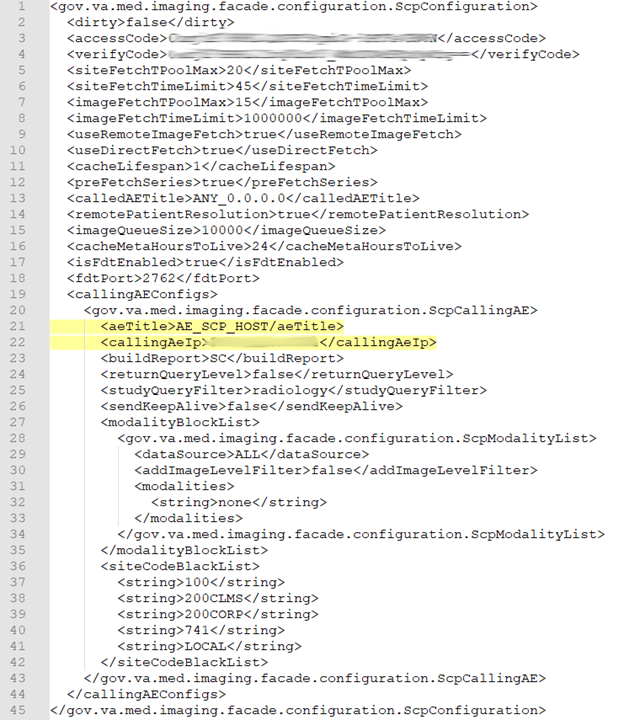 1 <gov.va.med.imaging.facade.configuration.ScpConfiguration>
2 <dirty>false</dirty>
3 <accessCode></accessCode>
4 <verifyCode></verifyCode>
5 <siteFetchTPoolMax>20</siteFetchTPoolMax>
6 <siteFetchTimeLimit>45</siteFetchTimeLimit>
7 <imageFetchTPoolMax>15</imageFetchTPoolMax>
8 <imageFetchTimeLimit>1000000</imageFetchTimeLimit>
9 <useRemoteImageFetch>true</useRemoteImageFetch>
10 <useDirectFetch>true</useDirectFetch>
11 <cacheLifespan>1</cacheLifespan>
12 <preFetchSeries>true</preFetchSeries>
13 <calledAETitle>ANY_0.0.0.0</calledAETitle>
14 <remotePatientResolution>true</remotePatientResolution>
15 <imageQueueSize>10000</imageQueueSize>
16 <cacheMetaHoursToLive>24</cacheMetaHoursToLive>
17 <isFdtEnabled>true</isFdtEnabled>
18 <fdtPort>2762</fdtPort>
19 <callingAEConfigs>
20 <gov.va.med.imaging.facade.configuration.ScpCallingAE>
21 <aeTitle>AE_SCP_HOST/aeTitle>
22 <callingAeIp></callingAeIp>
23 <buildReport>SC</buildReport>
24 <returnQueryLevel>false</returnQueryLevel>
25 <studyQueryFilter>radiology</studyQueryFilter>
26 <sendKeepAlive>false</sendKeepAlive>
27 <modalityBlockList>
28 <gov.va.med.imaging.facade.configuration.ScpModalityList>
29 <dataSource>ALL</dataSource>
30 <addImageLevelFilter>false</addImageLevelFilter>
31 <modalities>
32 <string>none</string>
33 </modalities>
34 </gov.va.med.imaging.facade.configuration.ScpModalityList>
35 </modalityBlockList>
36 <siteCodeBlackList>
37 <string>100</string>
38 <string>200CLMS</string>
39 <string>200CORP</string>
40 <string>741</string>
41 <string>LOCAL</string>
42 </siteCodeBlackList>
43 </gov.va.med.imaging.facade.configuration.ScpCallingAE>
44 </callingAEConfigs>
45 </gov.va.med.imaging.facade.configuration.ScpConfiguration>